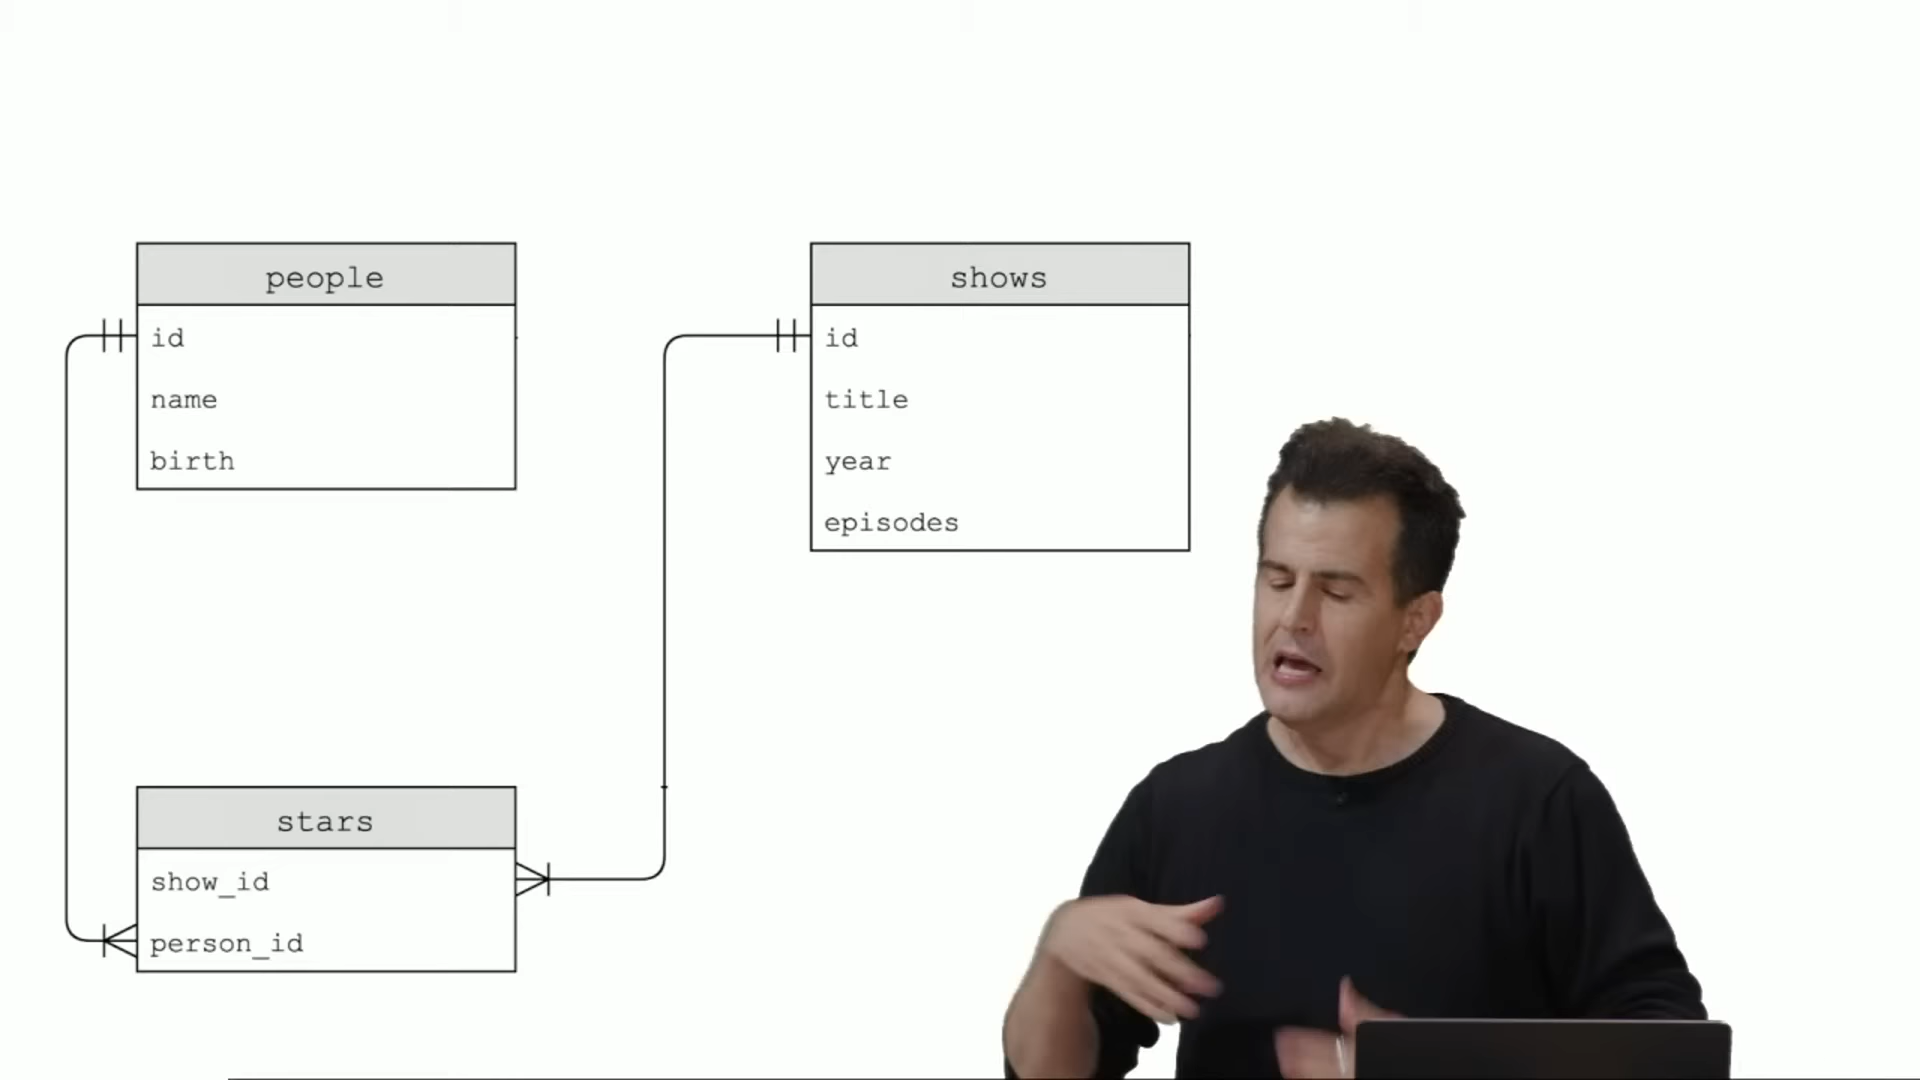 people
id
name
birth
shows
id
title
year
episodes
stars
show_id
person_id